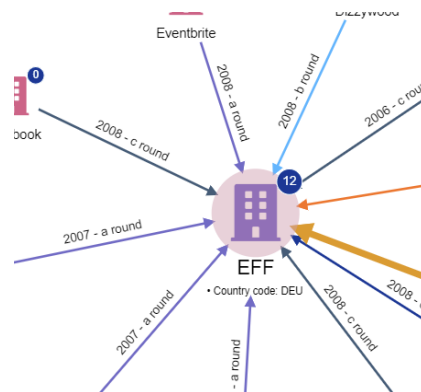 Dizzywood
Eventbrite
0
book
2008 - a round
2008 - b round
2006 - c round
2008 - c round
12
2007 - a round
EFF
• Country code: DEU
2008 - c
2007 - a round
- a round
2008 - c round